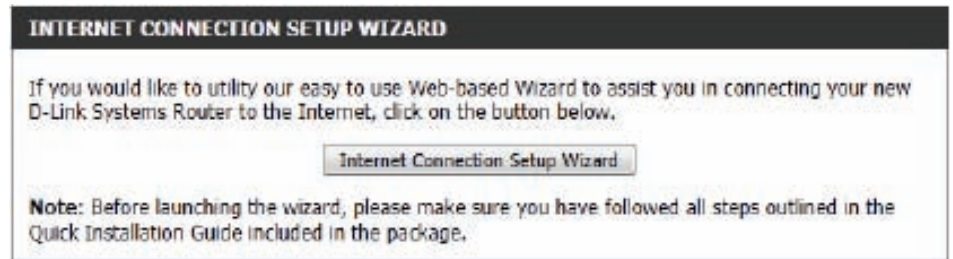 INTERNET CONNECTION SETUP WIZARD
If you would like to utility our easy to use Web-based Wizard to assist you in connecting your new
D-Link Systems Router to the Internet, click on the button below.
Internet Connection Setup Wizard
Note: Before launching the wizard, please make sure you have followed all steps outlined in the
Quick Installation Guide included in the package.